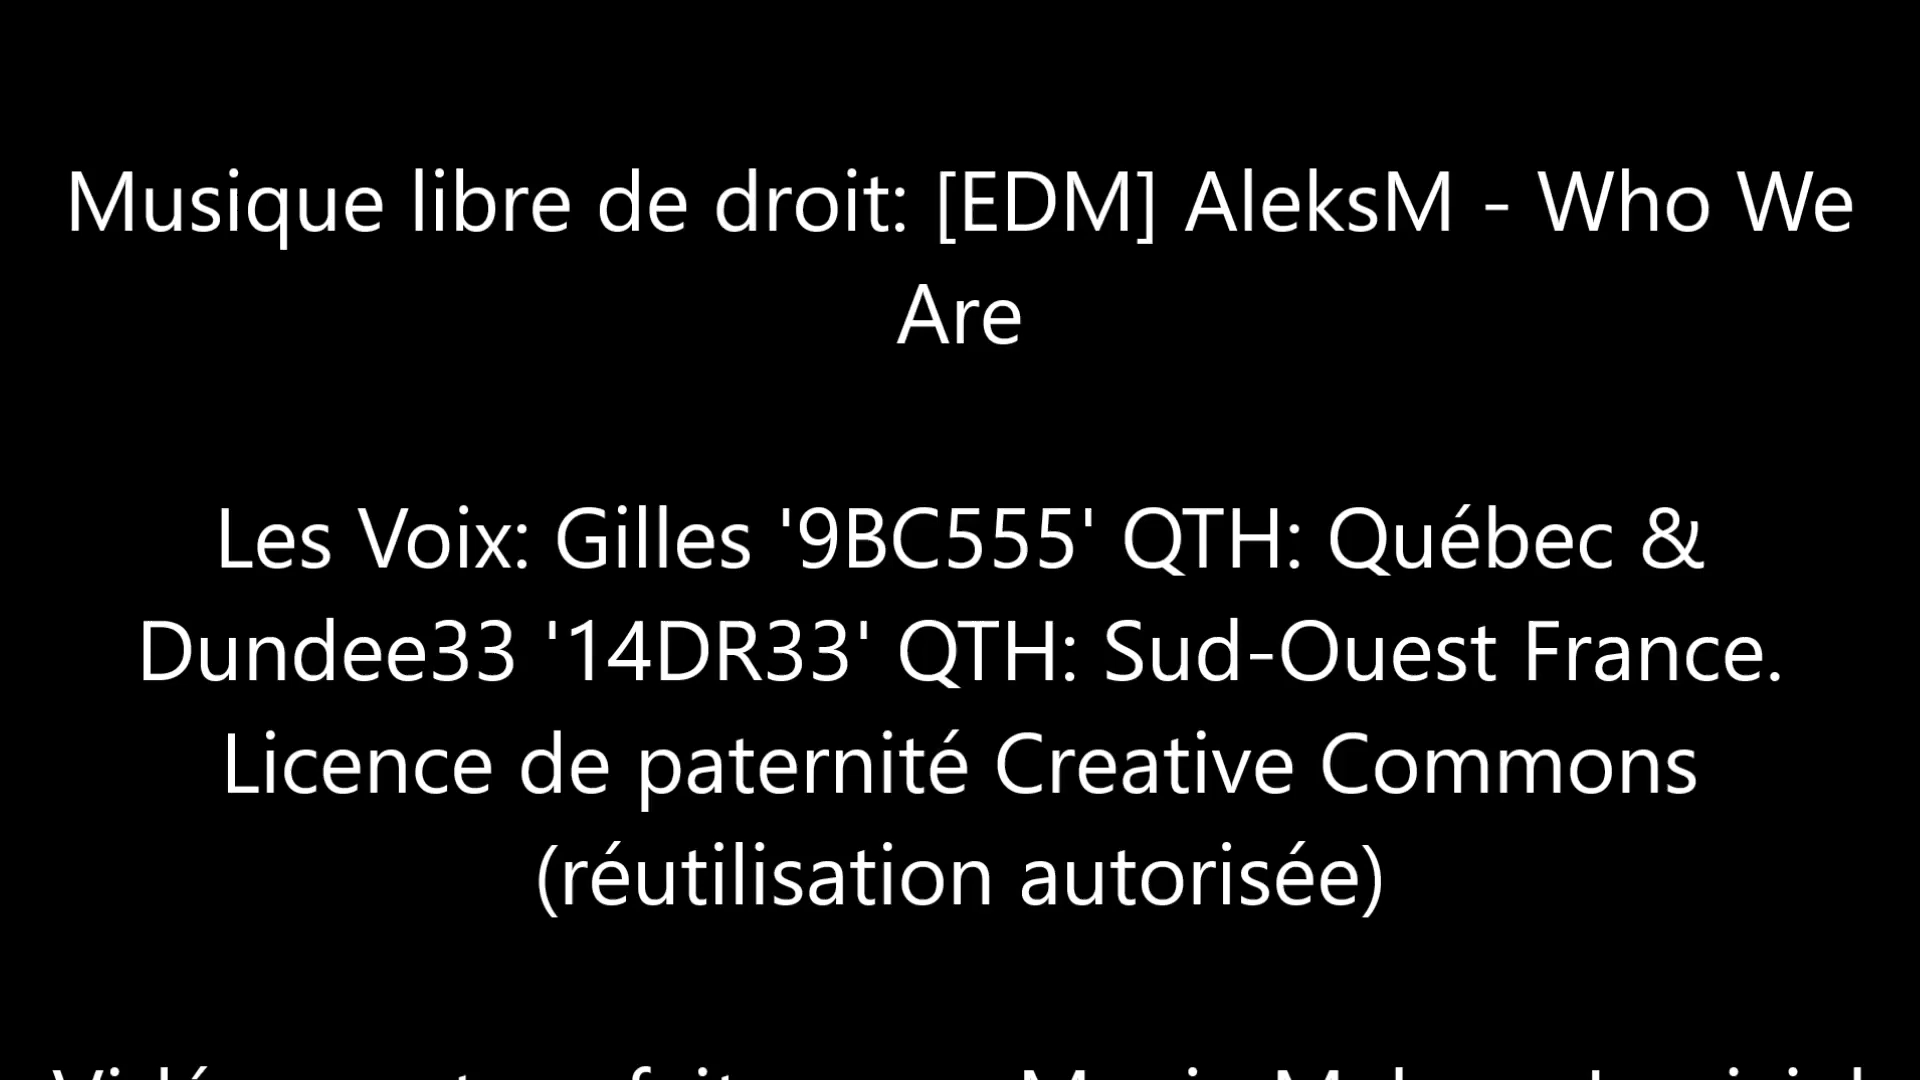 Musique libre de droit: [EDM] AleksM - Who We
Are
Les Voix: Gilles '9BC555' QTH: Québec &
Dundee33 '14DR33' QTH: Sud-Ouest France.
Licence de paternité Creative Commons
(réutilisation autorisée)